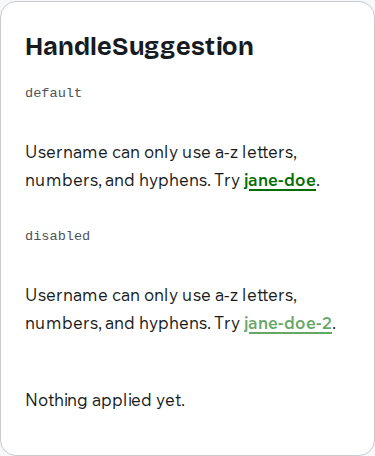 HandleSuggestion
default
Username can only use a-z letters,
numbers, and hyphens. Try jane-doe.
disabled
Username can only use a-z letters,
numbers, and hyphens. Try jane-doe-2.
Nothing applied yet.